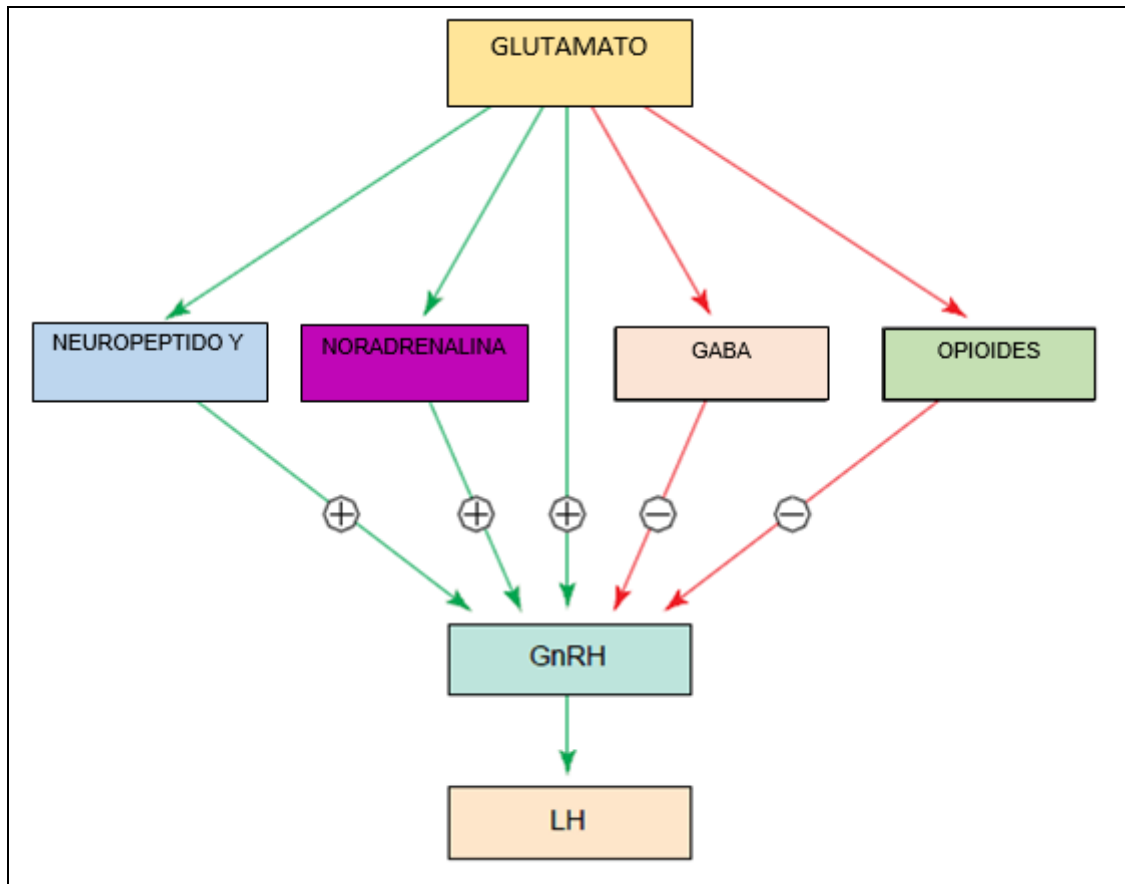 GLUTAMATO
NEUROPEPTIDO Y
NORADRENALINA
GABA
OPIOIDES
+
+
+
−
−
GnRH
LH